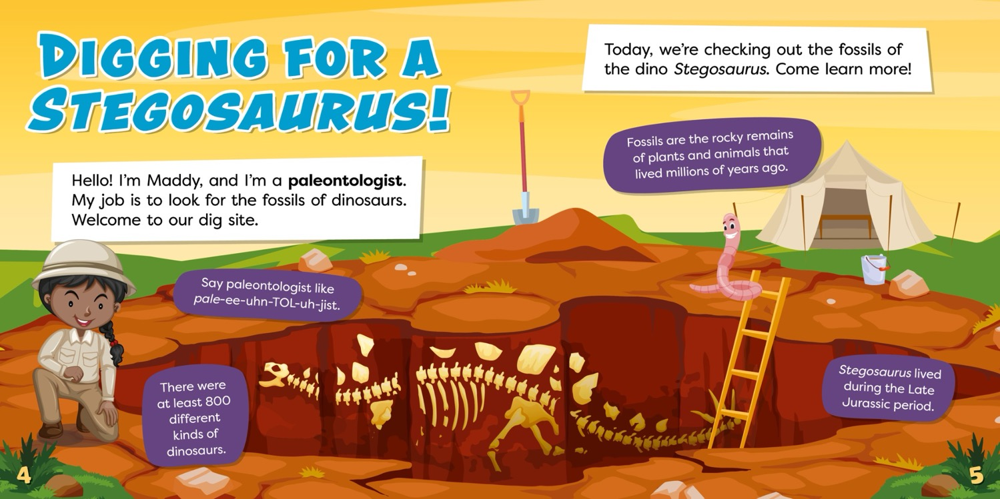 DIGGING FOR A
STEGOSAURUS!
Hello! I'm Maddy, and I'm a paleontologist.
My job is to look for the fossils of dinosaurs.
Welcome to our dig site.
Say paleontologist like
pale-ee-uhn-TOL-uh-jist.
There were
at least 800
different
kinds of
dinosaurs.
4
Today, we're checking out the fossils of
the dino Stegosaurus. Come learn more!
Fossils are the rocky remains
of plants and animals that
lived millions of years ago.
Stegosaurus lived
during the Late
Jurassic period.
5